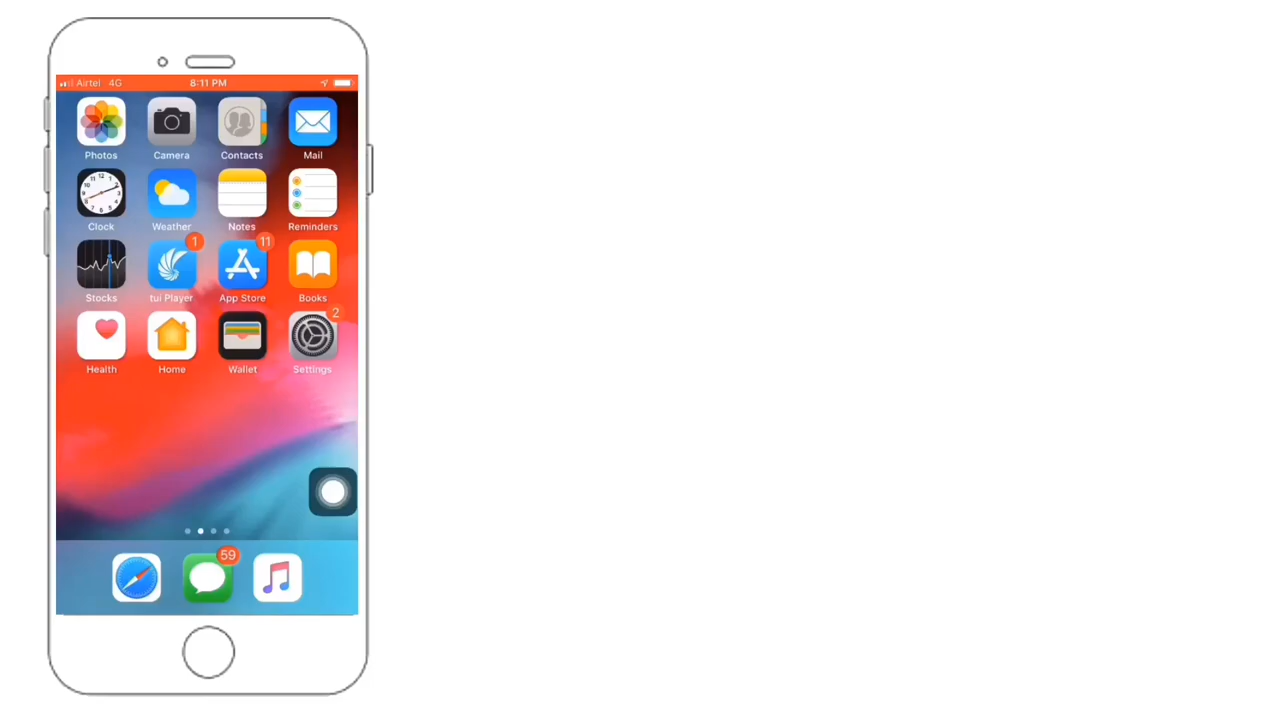 Airtel 4G 8:11 PM
Photos Camera Contacts Mail
Clock Weather Notes Reminders
1 11
Stocks tui Player App Store Books
2
Health Home Wallet Settings
59